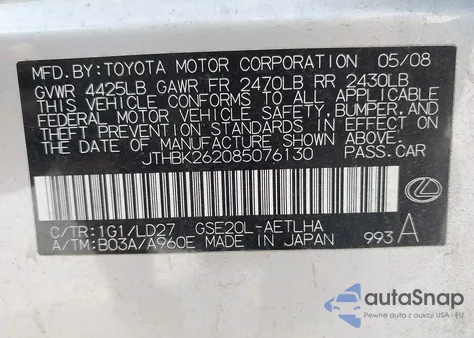 MFD.BY:TOYOTA MOTOR CORPORATION 05/08
GVWR 4425LB GAWR FR 2470LB RR 2430LB
THIS VEHICLE CONFORMS TO ALL APPLICABLE
FEDERAL MOTOR VEHICLE SAFETY,BUMPER,AND
THEFT PREVENTION STANDARDS IN EFFECT ON
THE DATE OF MANUFACTURE SHOWN ABOVE.
JTHBK262085076130 PASS.CAR
C/TR:1G1/LD27 GSE20L-AETLHA
A/TM:B03A/A960E MADE IN JAPAN 993 A
autoSnap
Pewne auto z USA i EU